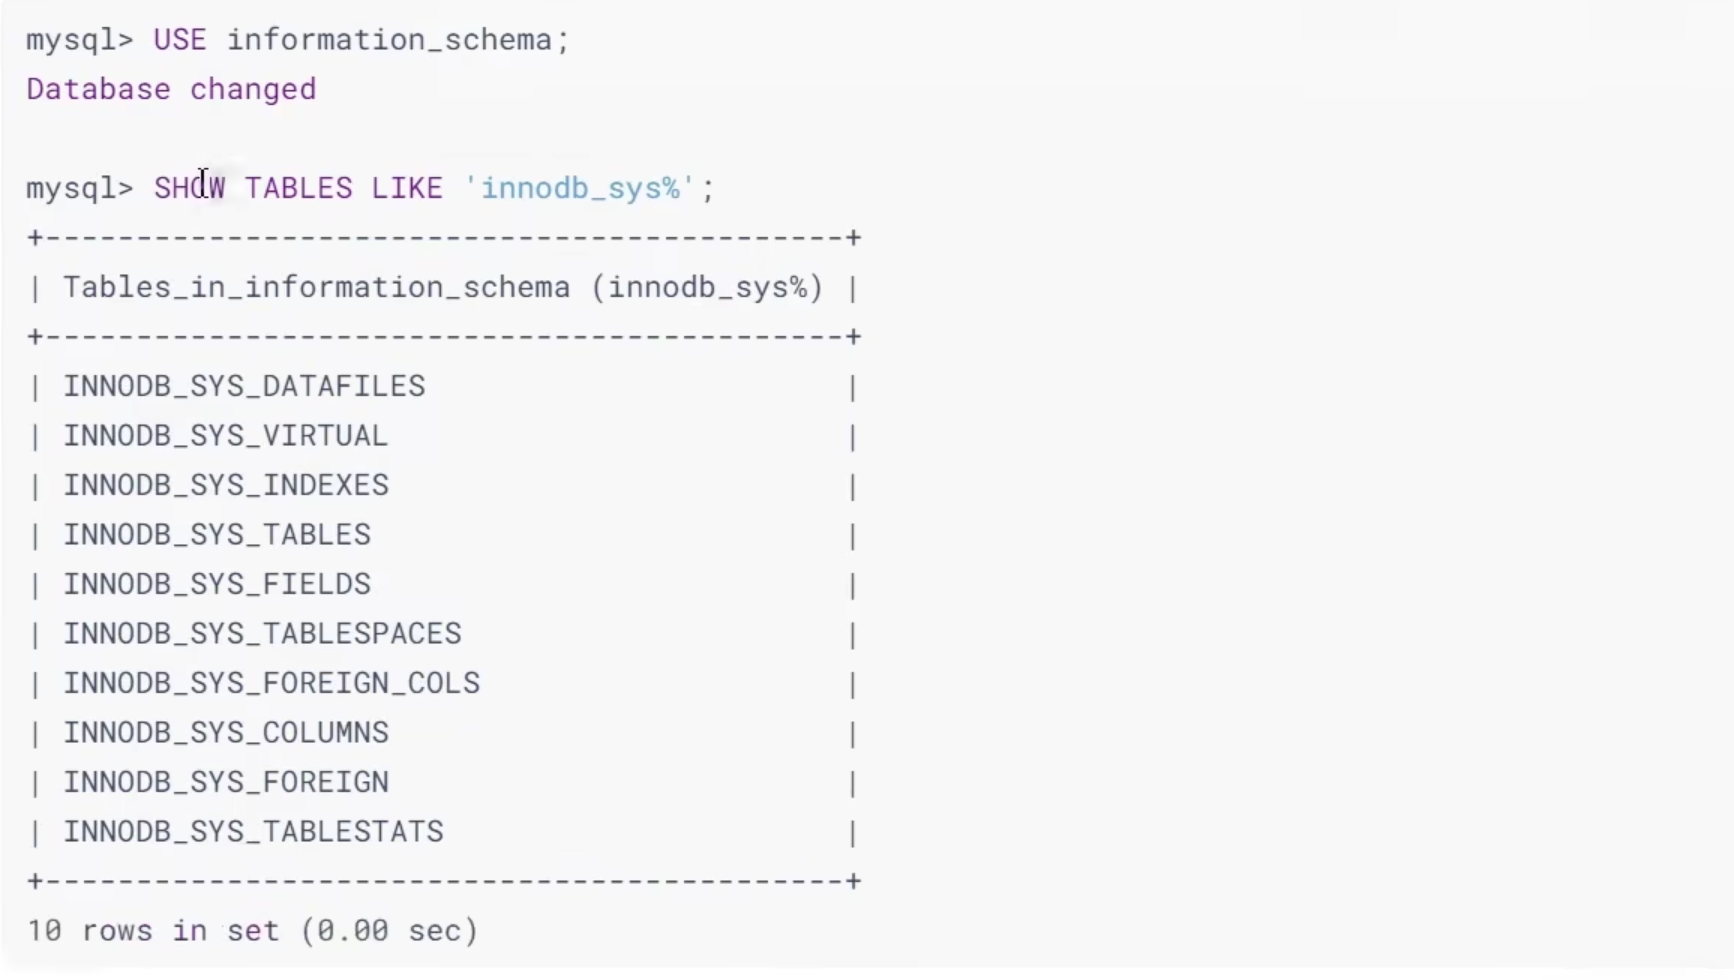 mysql> USE information_schema;
Database changed
mysql> SHOW TABLES LIKE 'innodb_sys%';
+--------------------------------------------+
| Tables_in_information_schema (innodb_sys%) |
+--------------------------------------------+
| INNODB_SYS_DATAFILES                       |
| INNODB_SYS_VIRTUAL                         |
| INNODB_SYS_INDEXES                         |
| INNODB_SYS_TABLES                          |
| INNODB_SYS_FIELDS                          |
| INNODB_SYS_TABLESPACES                     |
| INNODB_SYS_FOREIGN_COLS                    |
| INNODB_SYS_COLUMNS                         |
| INNODB_SYS_FOREIGN                         |
| INNODB_SYS_TABLESTATS                      |
+--------------------------------------------+
10 rows in set (0.00 sec)